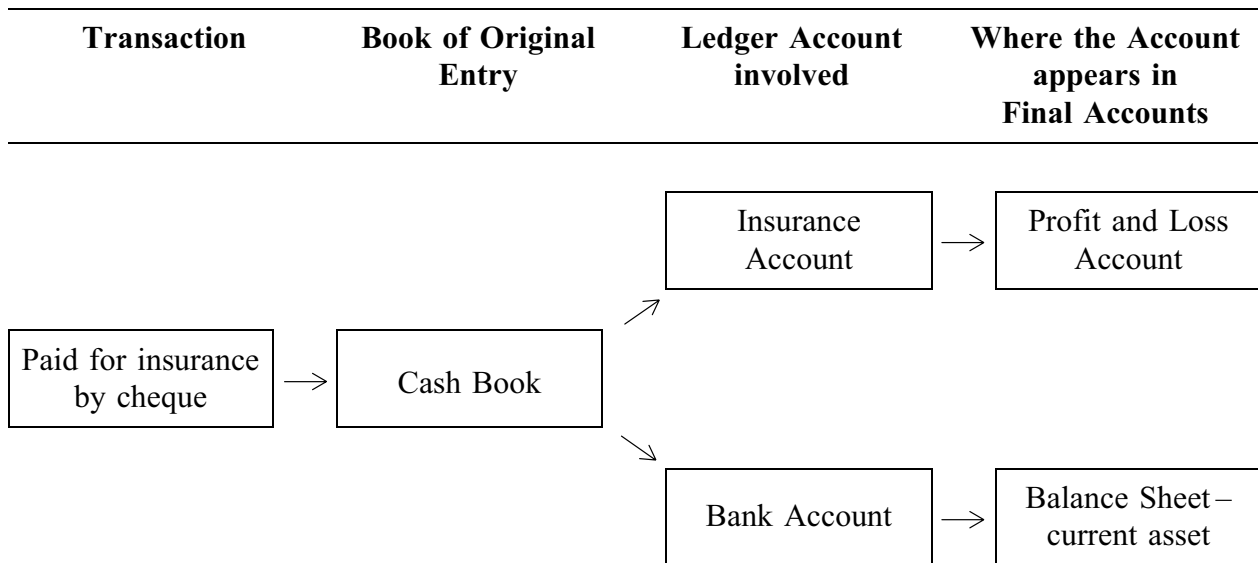 Transaction
Book of Original
Entry
Ledger Account
involved
Where the Account
appears in
Final Accounts
Insurance
Account
Profit and Loss
Account
Paid for insurance
by cheque
Cash Book
Bank Account
Balance Sheet –
current asset